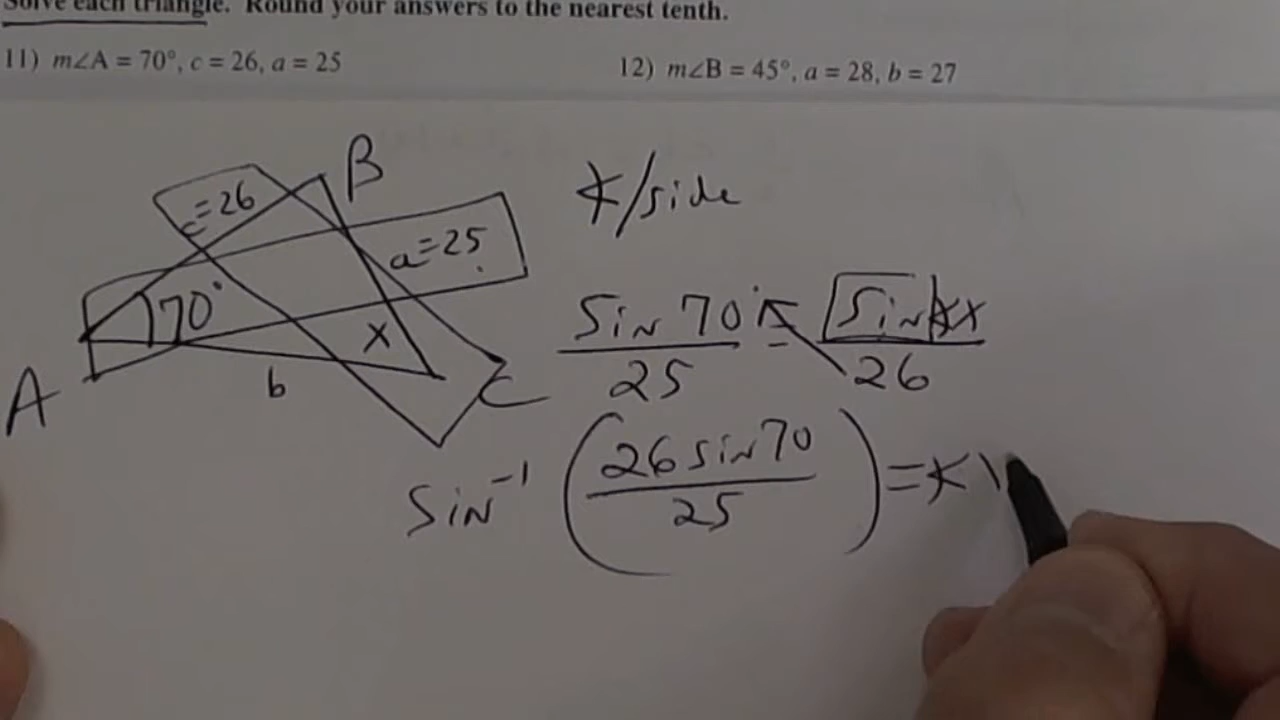 Solve each triangle. Round your answers to the nearest tenth.
11) m∠A = 70°, c = 26, a = 25
12) m∠B = 45°, a = 28, b = 27
B
c=26
∡/side
a=25
70°
x
A
b
C
Sin 70° = Sin ∡x
25 26
Sin⁻¹ (26 sin 70 / 25) = ∡